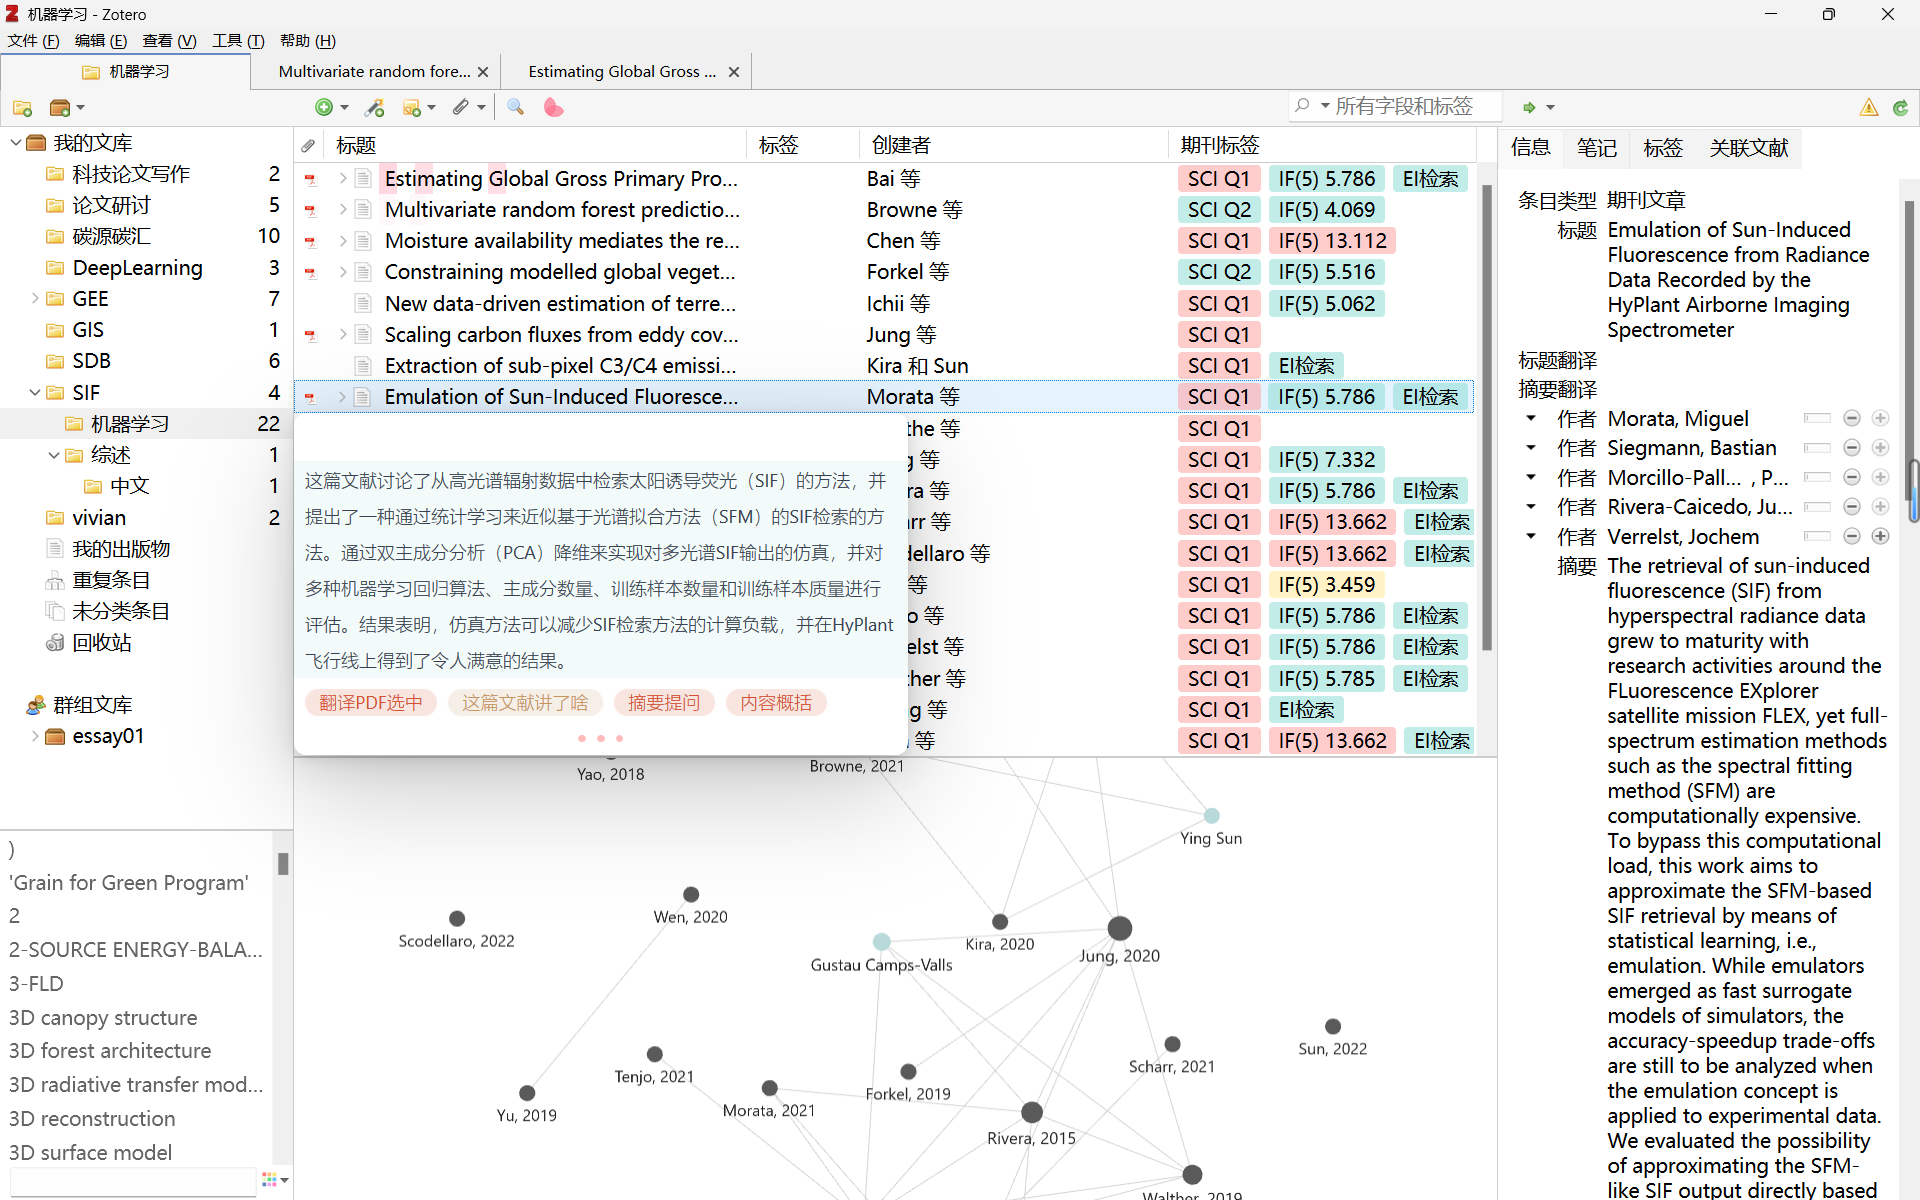 机器学习 - Zotero
文件 (F) 编辑 (E) 查看 (V) 工具 (T) 帮助 (H)
机器学习
Multivariate random fore...
Estimating Global Gross ...
所有字段和标签
我的文库
科技论文写作 2
论文研讨 5
碳源碳汇 10
DeepLearning 3
GEE 7
GIS 1
SDB 6
SIF 4
机器学习 22
综述 1
中文 1
vivian 2
我的出版物
重复条目
未分类条目
回收站
群组文库
essay01
)
'Grain for Green Program'
2
2-SOURCE ENERGY-BALA...
3-FLD
3D canopy structure
3D forest architecture
3D radiative transfer mod...
3D reconstruction
3D surface model
标题 标签 创建者 期刊标签
Estimating Global Gross Primary Pro... Bai 等 SCI Q1 IF(5) 5.786 EI检索
Multivariate random forest predictio... Browne 等 SCI Q2 IF(5) 4.069
Moisture availability mediates the re... Chen 等 SCI Q1 IF(5) 13.112
Constraining modelled global veget... Forkel 等 SCI Q2 IF(5) 5.516
New data-driven estimation of terre... Ichii 等 SCI Q1 IF(5) 5.062
Scaling carbon fluxes from eddy cov... Jung 等 SCI Q1
Extraction of sub-pixel C3/C4 emissi... Kira 和 Sun SCI Q1 EI检索
Emulation of Sun-Induced Fluoresce... Morata 等 SCI Q1 IF(5) 5.786 EI检索
the 等 SCI Q1
g 等 SCI Q1 IF(5) 7.332
ra 等 SCI Q1 IF(5) 5.786 EI检索
rr 等 SCI Q1 IF(5) 13.662 EI检索
dellaro 等 SCI Q1 IF(5) 13.662 EI检索
等 SCI Q1 IF(5) 3.459
o 等 SCI Q1 IF(5) 5.786 EI检索
elst 等 SCI Q1 IF(5) 5.786 EI检索
ther 等 SCI Q1 IF(5) 5.785 EI检索
g 等 SCI Q1 EI检索
等 SCI Q1 IF(5) 13.662 EI检索
这篇文献讨论了从高光谱辐射数据中检索太阳诱导荧光（SIF）的方法，并
提出了一种通过统计学习来近似基于光谱拟合方法（SFM）的SIF检索的方
法。通过双主成分分析（PCA）降维来实现对多光谱SIF输出的仿真，并对
多种机器学习回归算法、主成分数量、训练样本数量和训练样本质量进行
评估。结果表明，仿真方法可以减少SIF检索方法的计算负载，并在HyPlant
飞行线上得到了令人满意的结果。
翻译PDF选中 这篇文献讲了啥 摘要提问 内容概括
Yao, 2018
Browne, 2021
Ying Sun
Wen, 2020
Scodellaro, 2022
Kira, 2020
Jung, 2020
Gustau Camps-Valls
Sun, 2022
Scharr, 2021
Tenjo, 2021
Forkel, 2019
Morata, 2021
Yu, 2019
Rivera, 2015
Walther, 2019
信息 笔记 标签 关联文献
条目类型 期刊文章
标题 Emulation of Sun-Induced
Fluorescence from Radiance
Data Recorded by the
HyPlant Airborne Imaging
Spectrometer
标题翻译
摘要翻译
作者 Morata, Miguel
作者 Siegmann, Bastian
作者 Morcillo-Pall... , P...
作者 Rivera-Caicedo, Ju...
作者 Verrelst, Jochem
摘要 The retrieval of sun-induced
fluorescence (SIF) from
hyperspectral radiance data
grew to maturity with
research activities around the
FLuorescence EXplorer
satellite mission FLEX, yet full-
spectrum estimation methods
such as the spectral fitting
method (SFM) are
computationally expensive.
To bypass this computational
load, this work aims to
approximate the SFM-based
SIF retrieval by means of
statistical learning, i.e.,
emulation. While emulators
emerged as fast surrogate
models of simulators, the
accuracy-speedup trade-offs
are still to be analyzed when
the emulation concept is
applied to experimental data.
We evaluated the possibility
of approximating the SFM-
like SIF output directly based